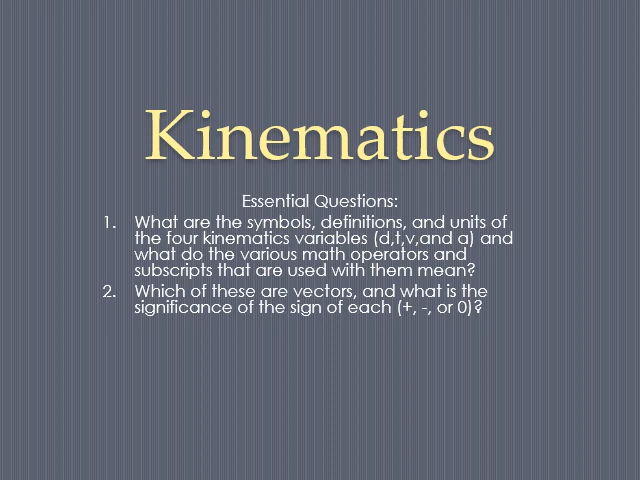 Kinematics
Essential Questions:
1. What are the symbols, definitions, and units of
the four kinematics variables (d,t,v,and a) and
what do the various math operators and
subscripts that are used with them mean?
2. Which of these are vectors, and what is the
significance of the sign of each (+, -, or 0)?